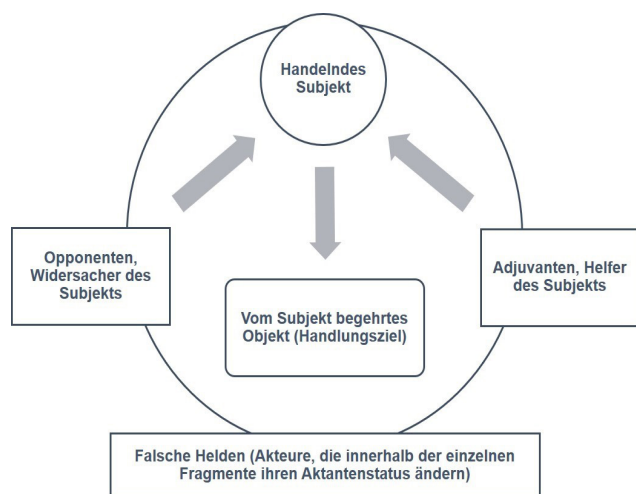 Handelndes
Subjekt
Opponenten,
Widersacher des
Subjekts
Adjuvanten, Helfer
des Subjekts
Vom Subjekt begehrtes
Objekt (Handlungsziel)
Falsche Helden (Akteure, die innerhalb der einzelnen
Fragmente ihren Aktantenstatus ändern)